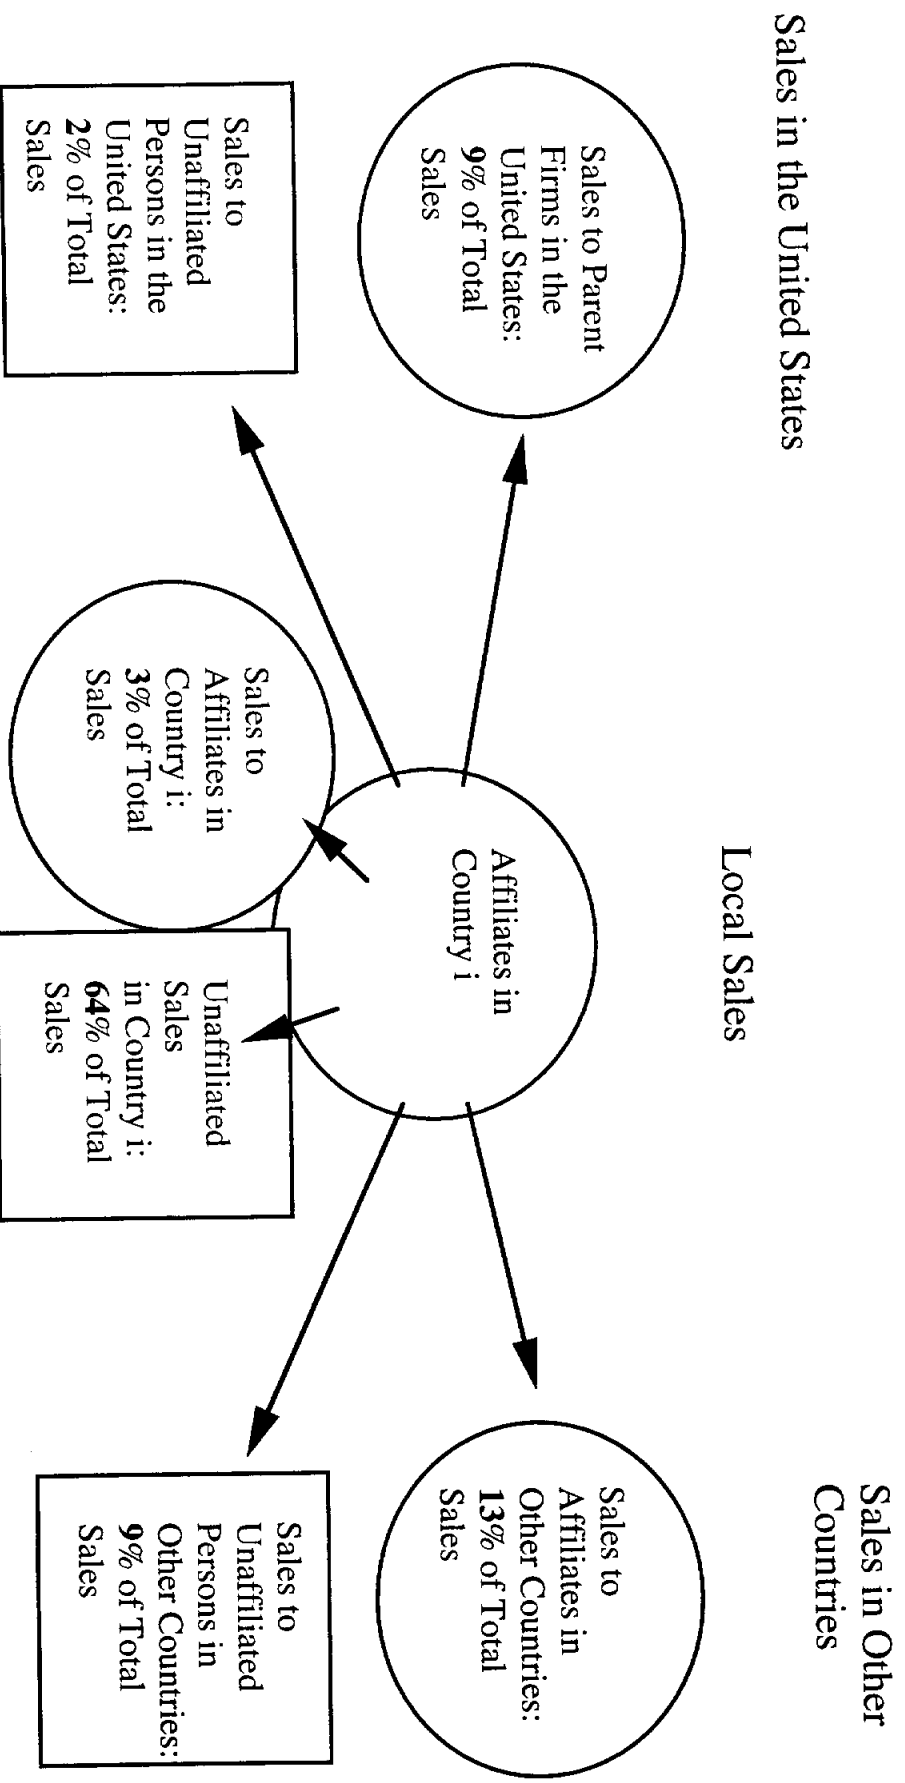 Sales in the United States
Local Sales
Sales in Other
Countries
Sales to Parent
Firms in the
United States:
9% of Total
Sales
Affiliates in
Country i
Sales to
Affiliates in
Other Countries:
13% of Total
Sales
Sales to
Unaffiliated
Persons in the
United States:
2% of Total
Sales
Sales to
Affiliates in
Country i:
3% of Total
Sales
Unaffiliated
Sales
in Country i:
64% of Total
Sales
Sales to
Unaffiliated
Persons in
Other Countries:
9% of Total
Sales